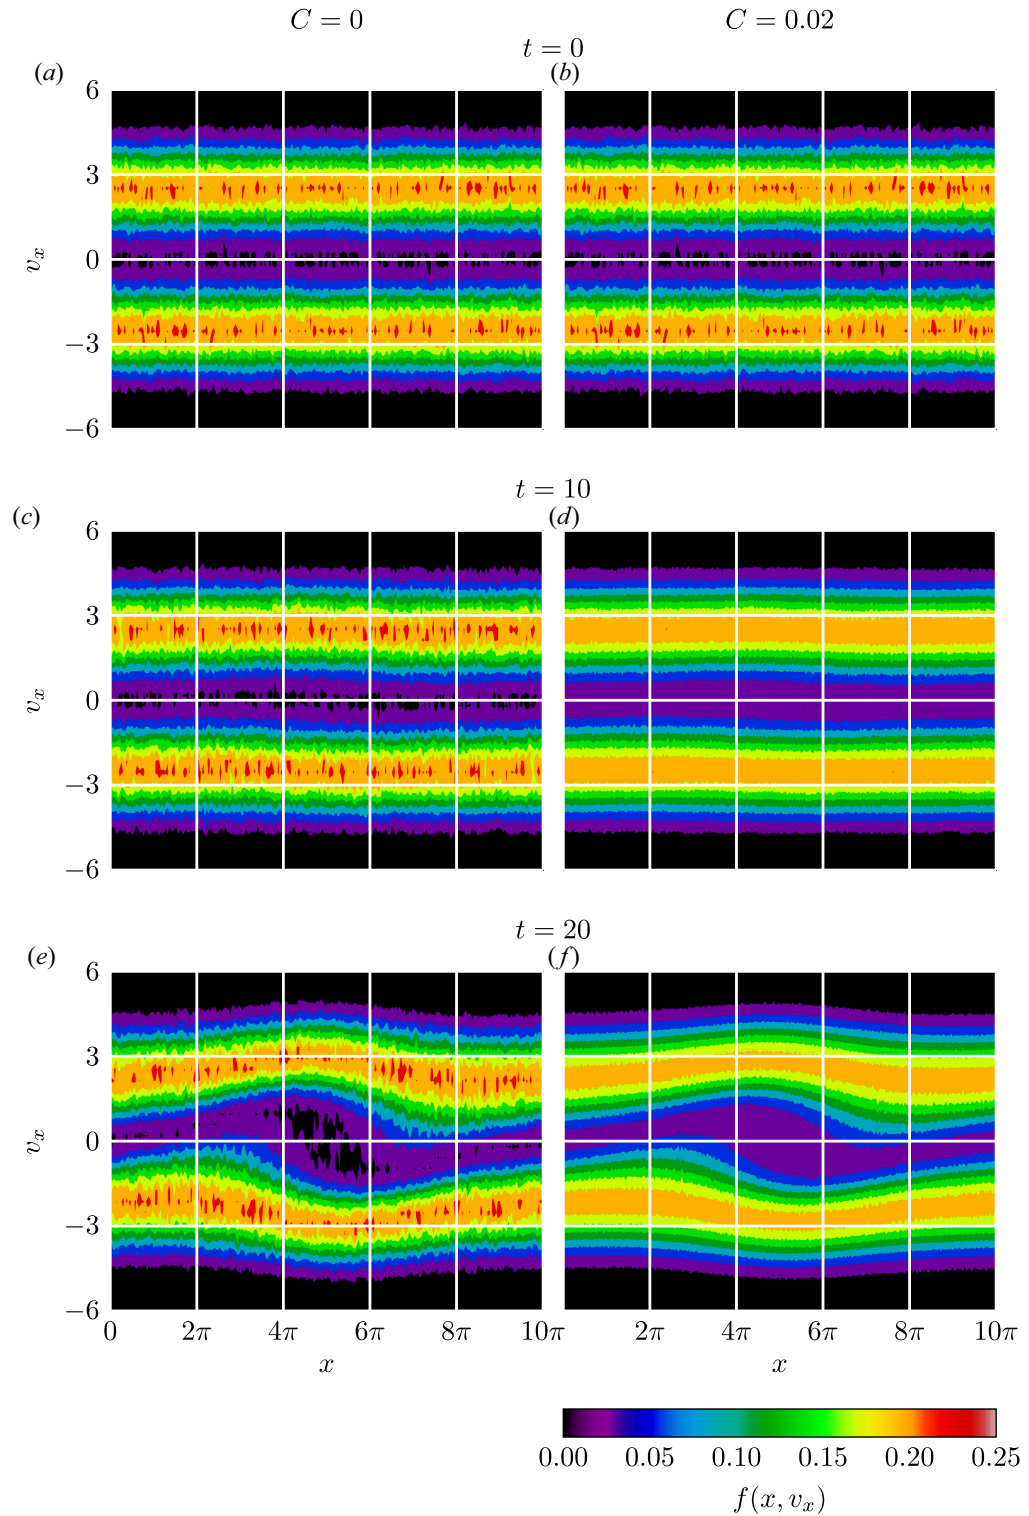 C = 0 C = 0.02
t = 0
(a) (b)
6
3
0
−3
−6
v_x
t = 10
(c) (d)
6
3
0
−3
−6
v_x
t = 20
(e) (f)
6
3
0
−3
−6
v_x
0 2π 4π 6π 8π 10π 2π 4π 6π 8π 10π
x x
0.00 0.05 0.10 0.15 0.20 0.25
f(x, v_x)